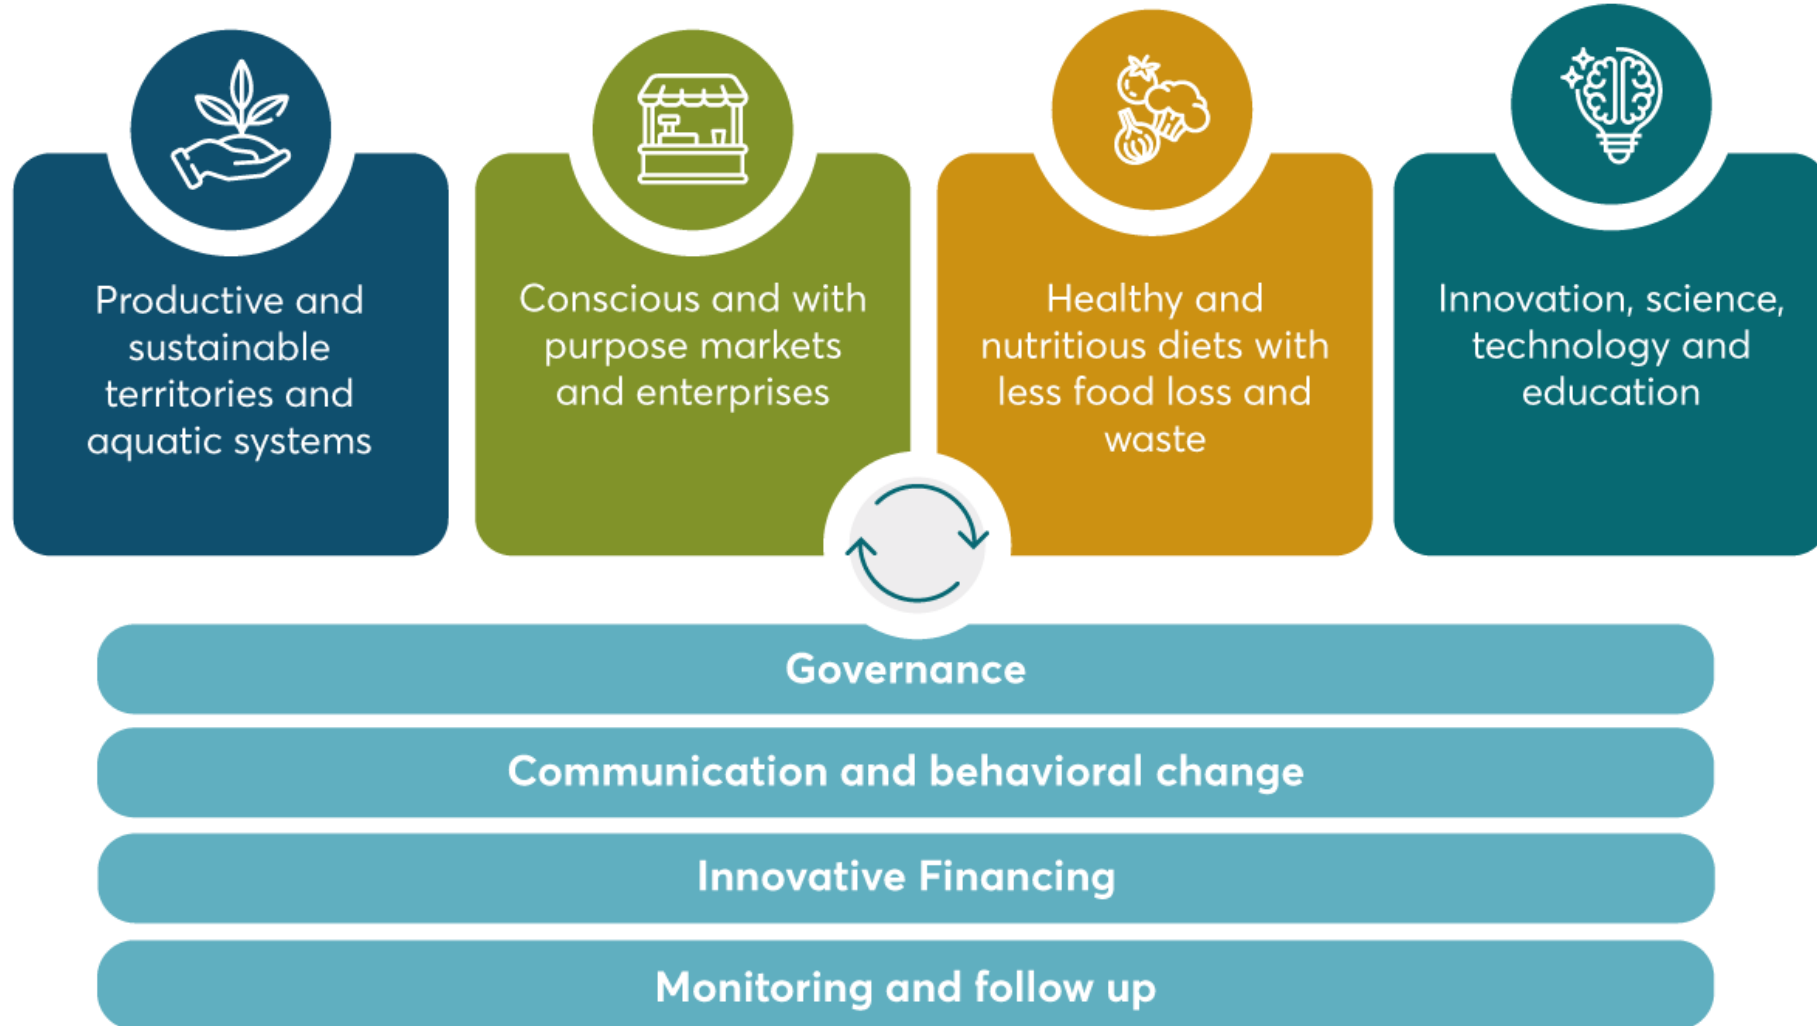 Productive and
sustainable
territories and
aquatic systems
Conscious and with
purpose markets
and enterprises
Healthy and
nutritious diets with
less food loss and
waste
Innovation, science,
technology and
education
Governance
Communication and behavioral change
Innovative Financing
Monitoring and follow up